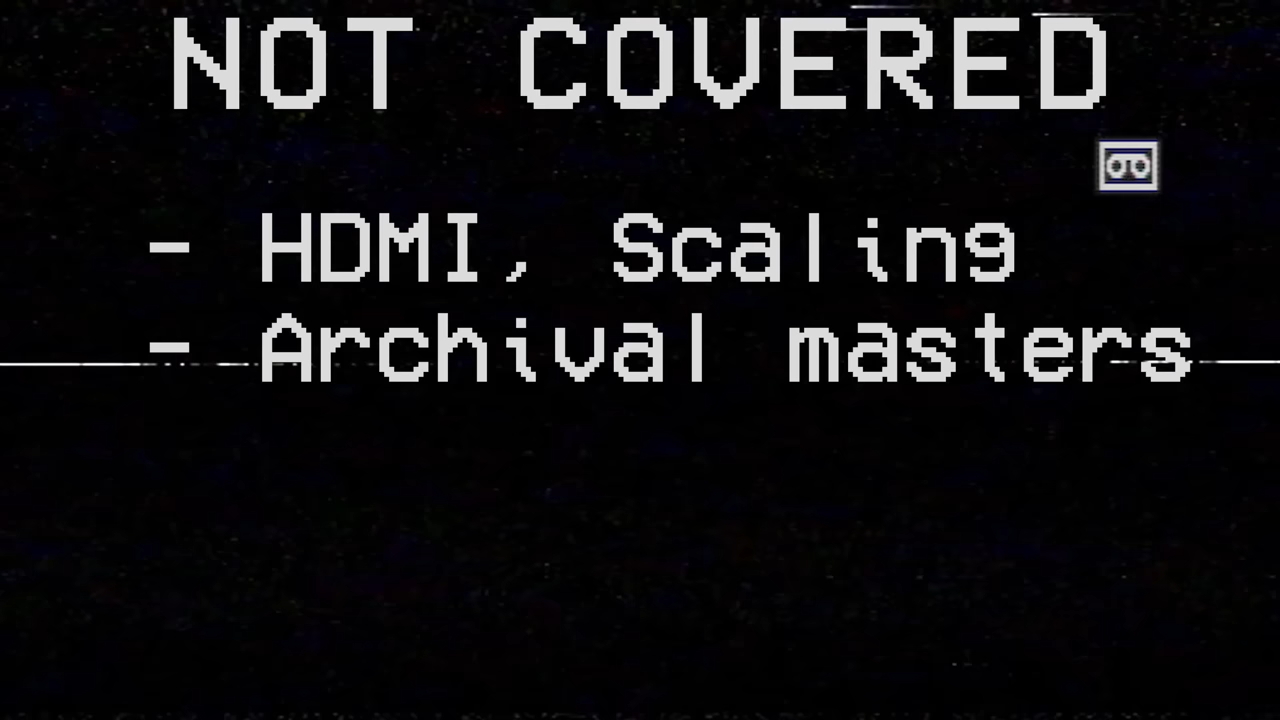 NOT COVERED
- HDMI, Scaling
- Archival masters